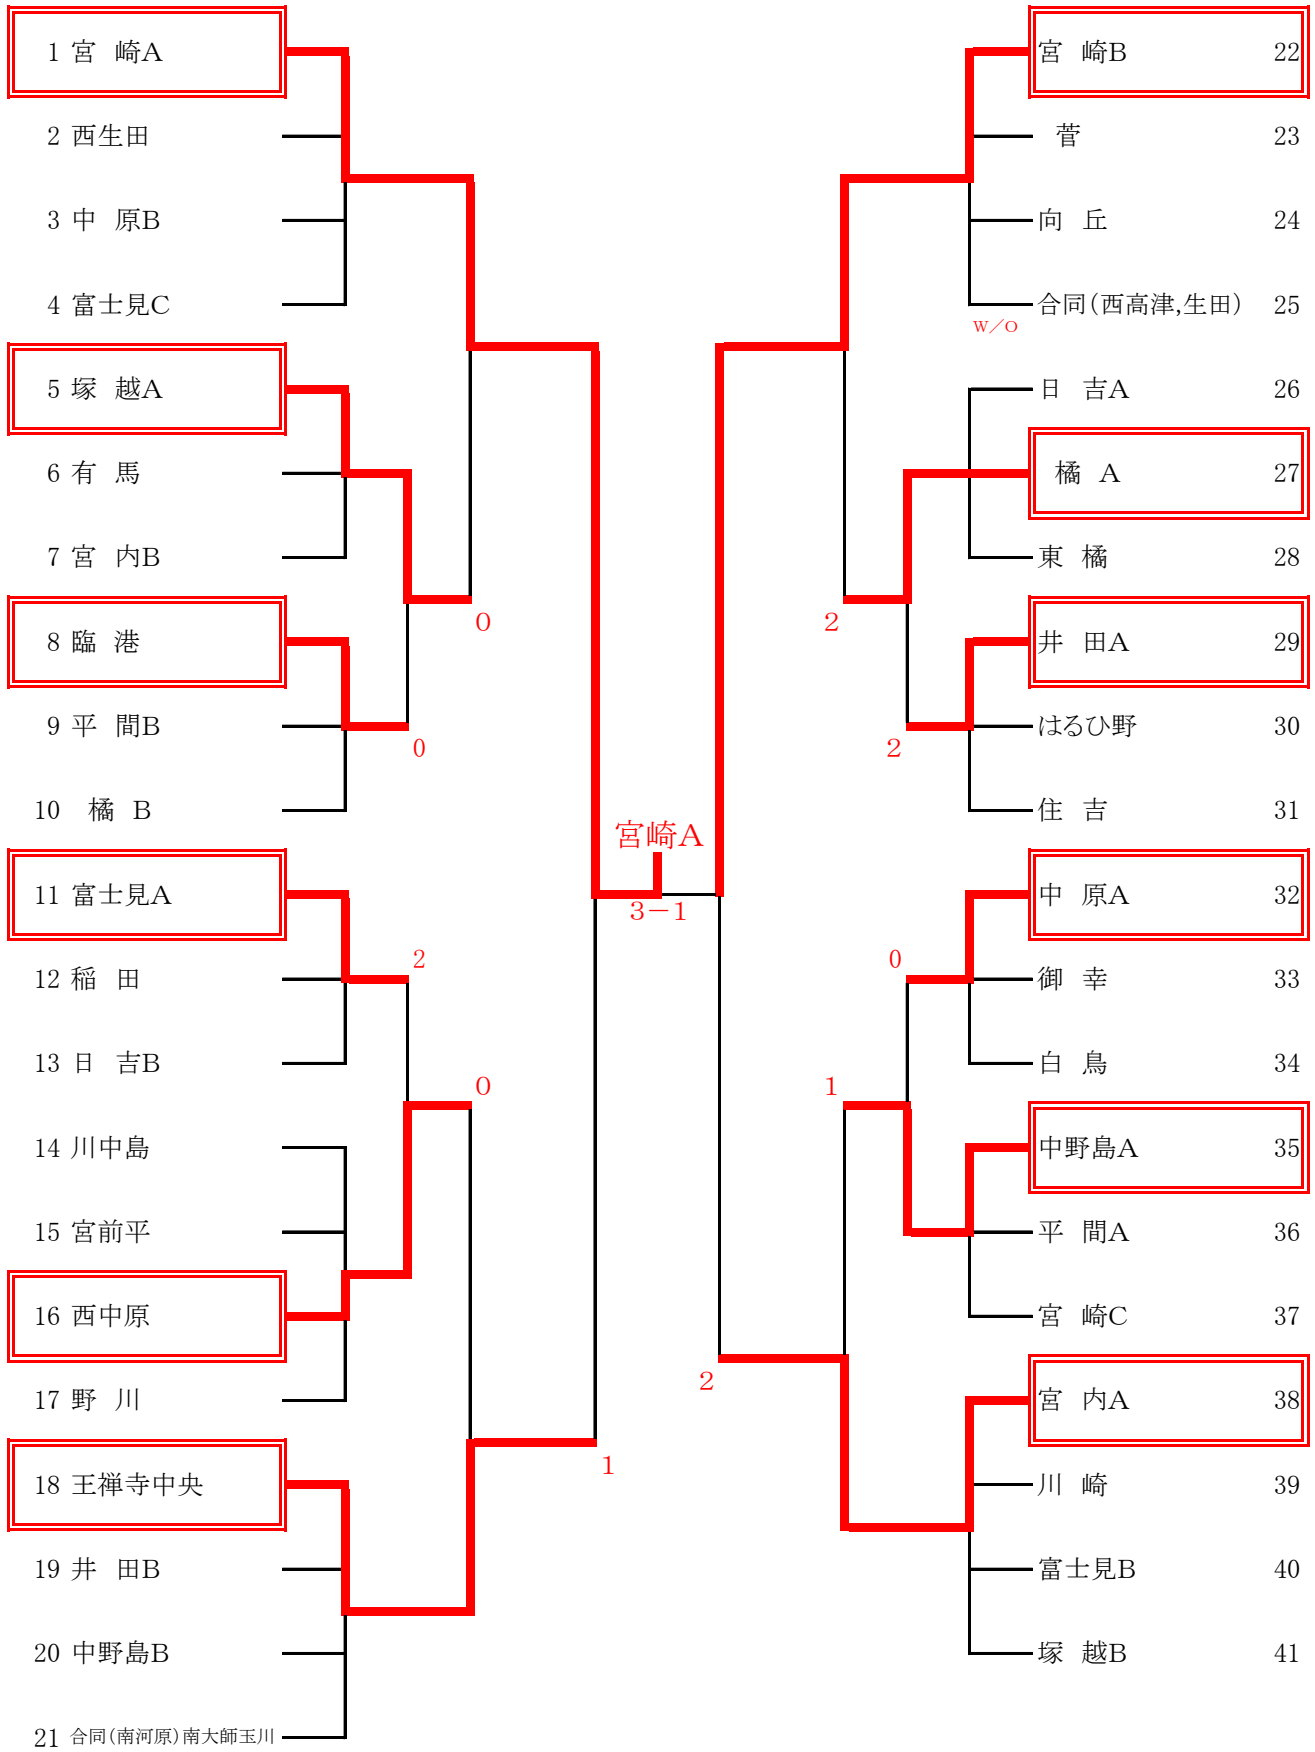 1 宮 崎A
2 西生田
3 中 原B
4 富士見C
5 塚 越A
6 有 馬
7 宮 内B
0
8 臨 港
9 平 間B
0
10 橘 B
11 富士見A
2
12 稲 田
13 日 吉B
0
14 川中島
15 宮前平
16 西中原
17 野 川
1
18 王禅寺中央
19 井 田B
20 中野島B
21 合同(南河原)南大師玉川
宮崎A
3-1
宮 崎B 22
菅 23
向 丘 24
合同(西高津,生田) 25
W/O
日 吉A 26
橘 A 27
東 橘 28
2
井 田A 29
はるひ野 30
2
住 吉 31
中 原A 32
0
御 幸 33
白 鳥 34
1
中野島A 35
平 間A 36
宮 崎C 37
2
宮 内A 38
川 崎 39
富士見B 40
塚 越B 41